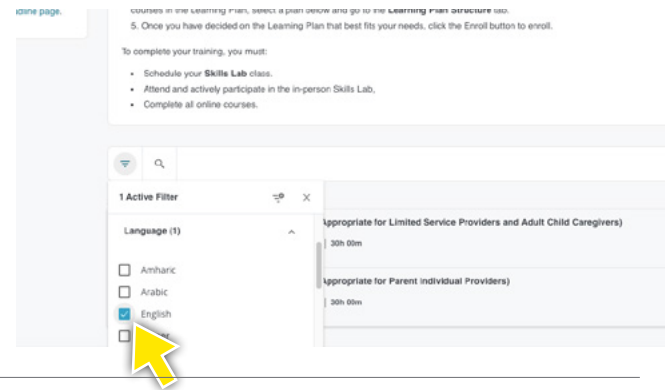 adline page.
courses in the Learning Plan, select a plan below and go to the Learning Plan Structure tab.
5. Once you have decided on the Learning Plan that best fits your needs, click the Enroll button to enroll.
To complete your training, you must:
• Schedule your Skills Lab class.
• Attend and actively participate in the in-person Skills Lab,
• Complete all online courses.
1 Active Filter
Language (1)
Appropriate for Limited Service Providers and Adult Child Caregivers)
30h 00m
Amharic
Appropriate for Parent Individual Providers)
Arabic
30h 00m
English